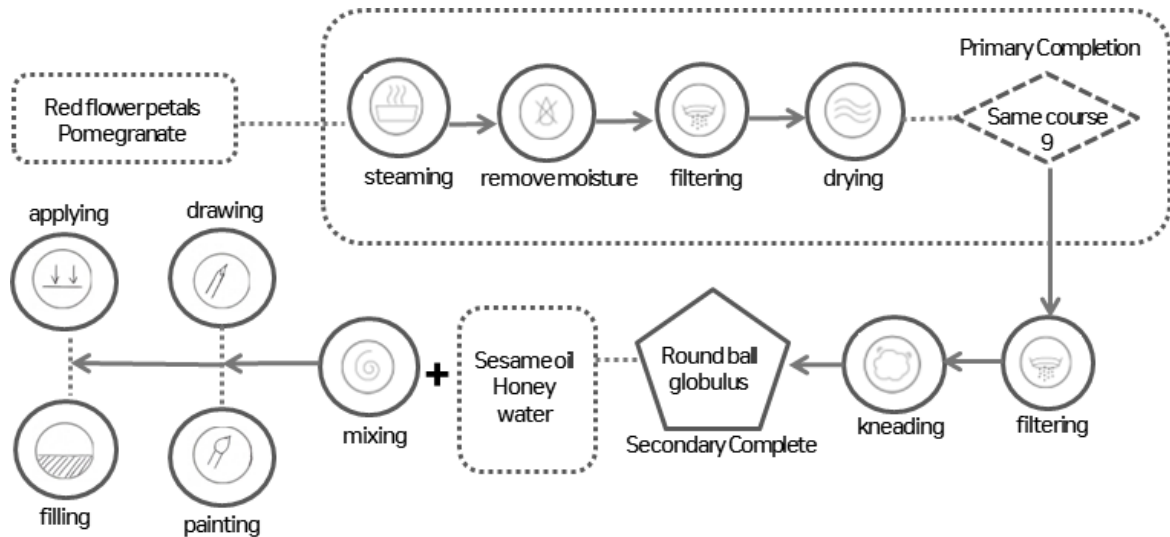 Primary Completion
Red flower petals
Pomegranate
Same course
9
steaming
remove moisture
filtering
drying
applying
drawing
Round ball
globulus
Sesame oil
Honey
water
+
mixing
kneading
filtering
Secondary Complete
filling
painting